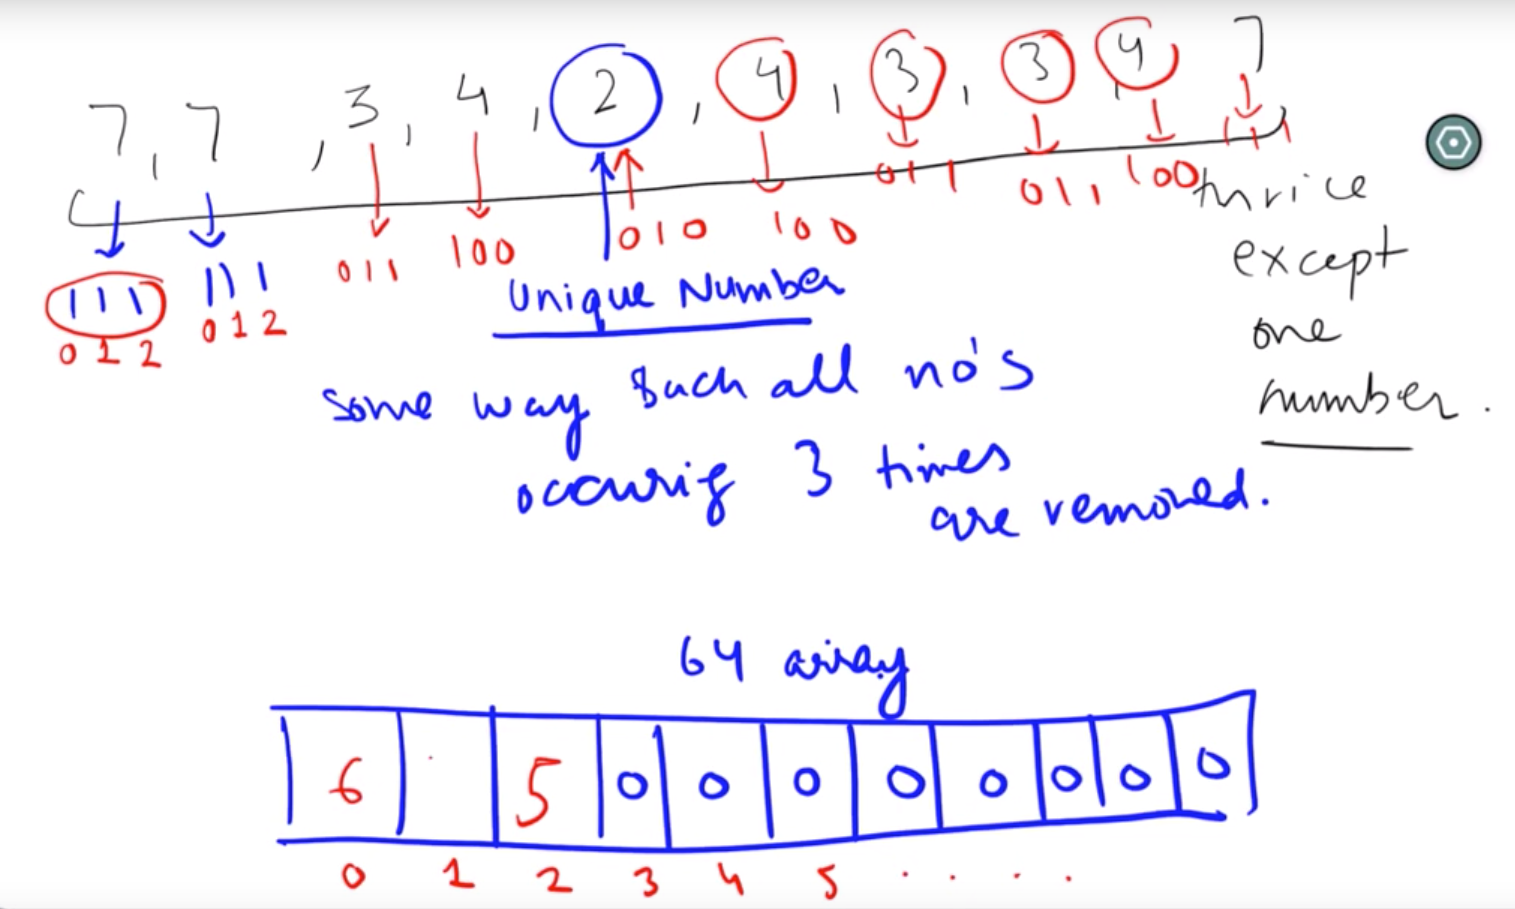 7, 7, 3, 4, 2, 4, 3, 3, 4, 7
111 111 011 100 010 100 011 011 100 111
0 1 2 0 1 2
Unique Number
thrice
except
one
number.
some way such all no's
occurig 3 times
are removed.
64 array
6 5 0 0 0 0 0 0 0 0
0 1 2 3 4 5 . . . .